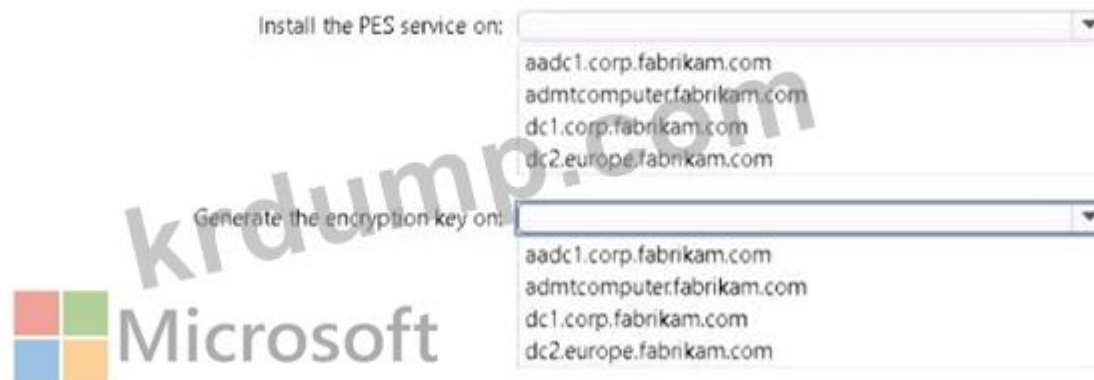 Install the PES service on:
aadc1.corp.fabrikam.com
admtcomputer.fabrikam.com
dc1.corp.fabrikam.com
dc2.europe.fabrikam.com
Generate the encryption key on:
aadc1.corp.fabrikam.com
admtcomputer.fabrikam.com
dc1.corp.fabrikam.com
dc2.europe.fabrikam.com
krdump.com
Microsoft